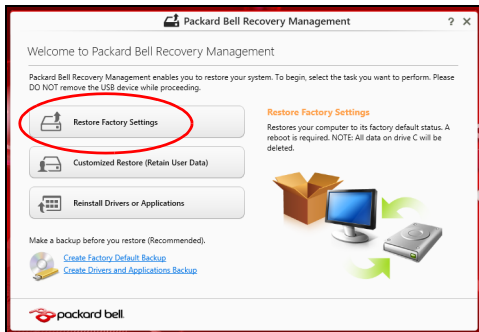 Packard Bell Recovery Management
? X
Welcome to Packard Bell Recovery Management
Packard Bell Recovery Management enables you to restore your system. To begin, select the task you want to perform. Please
DO NOT remove the USB device while proceeding.
Restore Factory Settings
Customized Restore (Retain User Data)
Reinstall Drivers or Applications
Restore Factory Settings
Restores your computer to its factory default status. A
reboot is required. NOTE: All data on drive C will be
deleted.
Make a backup before you restore (Recommended).
Create Factory Default Backup
Create Drivers and Applications Backup
packard bell